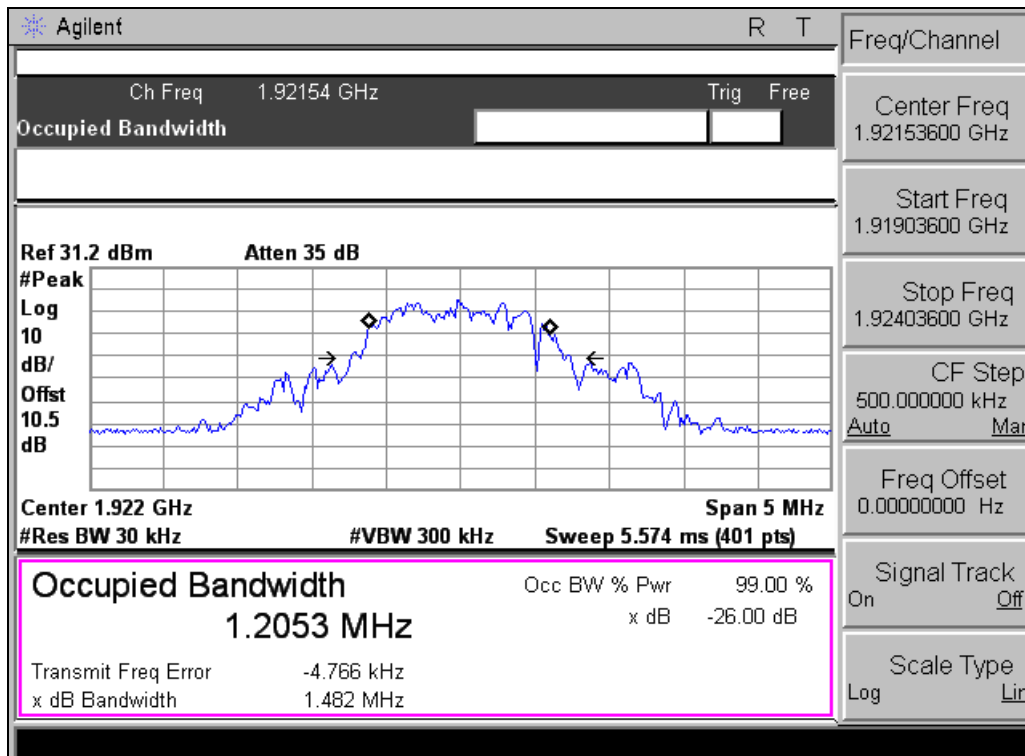 Agilent R T
Freq/Channel
Ch Freq 1.92154 GHz Trig Free
Occupied Bandwidth
Center Freq
1.92153600 GHz
Start Freq
1.91903600 GHz
Stop Freq
1.92403600 GHz
CF Step
500.000000 kHz
Auto Man
Freq Offset
0.00000000 Hz
Signal Track
On Off
Scale Type
Log Lin
Ref 31.2 dBm Atten 35 dB
#Peak
Log
10
dB/
Offst
10.5
dB
Center 1.922 GHz Span 5 MHz
#Res BW 30 kHz #VBW 300 kHz Sweep 5.574 ms (401 pts)
Occupied Bandwidth Occ BW % Pwr 99.00 %
1.2053 MHz x dB -26.00 dB
Transmit Freq Error -4.766 kHz
x dB Bandwidth 1.482 MHz